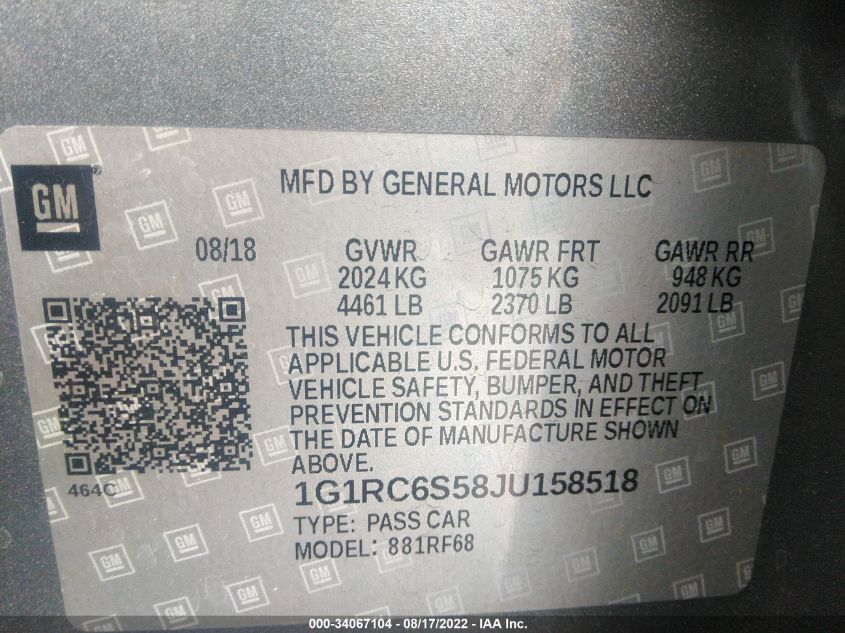 GM
MFD BY GENERAL MOTORS LLC
08/18 GVWR GAWR FRT GAWR RR
2024 KG 1075 KG 948 KG
4461 LB 2370 LB 2091 LB
THIS VEHICLE CONFORMS TO ALL
APPLICABLE U.S. FEDERAL MOTOR
VEHICLE SAFETY, BUMPER, AND THEFT
PREVENTION STANDARDS IN EFFECT ON
THE DATE OF MANUFACTURE SHOWN
ABOVE.
464C
1G1RC6S58JU158518
TYPE: PASS CAR
MODEL: 881RF68
000-34067104 - 08/17/2022 - IAA Inc.